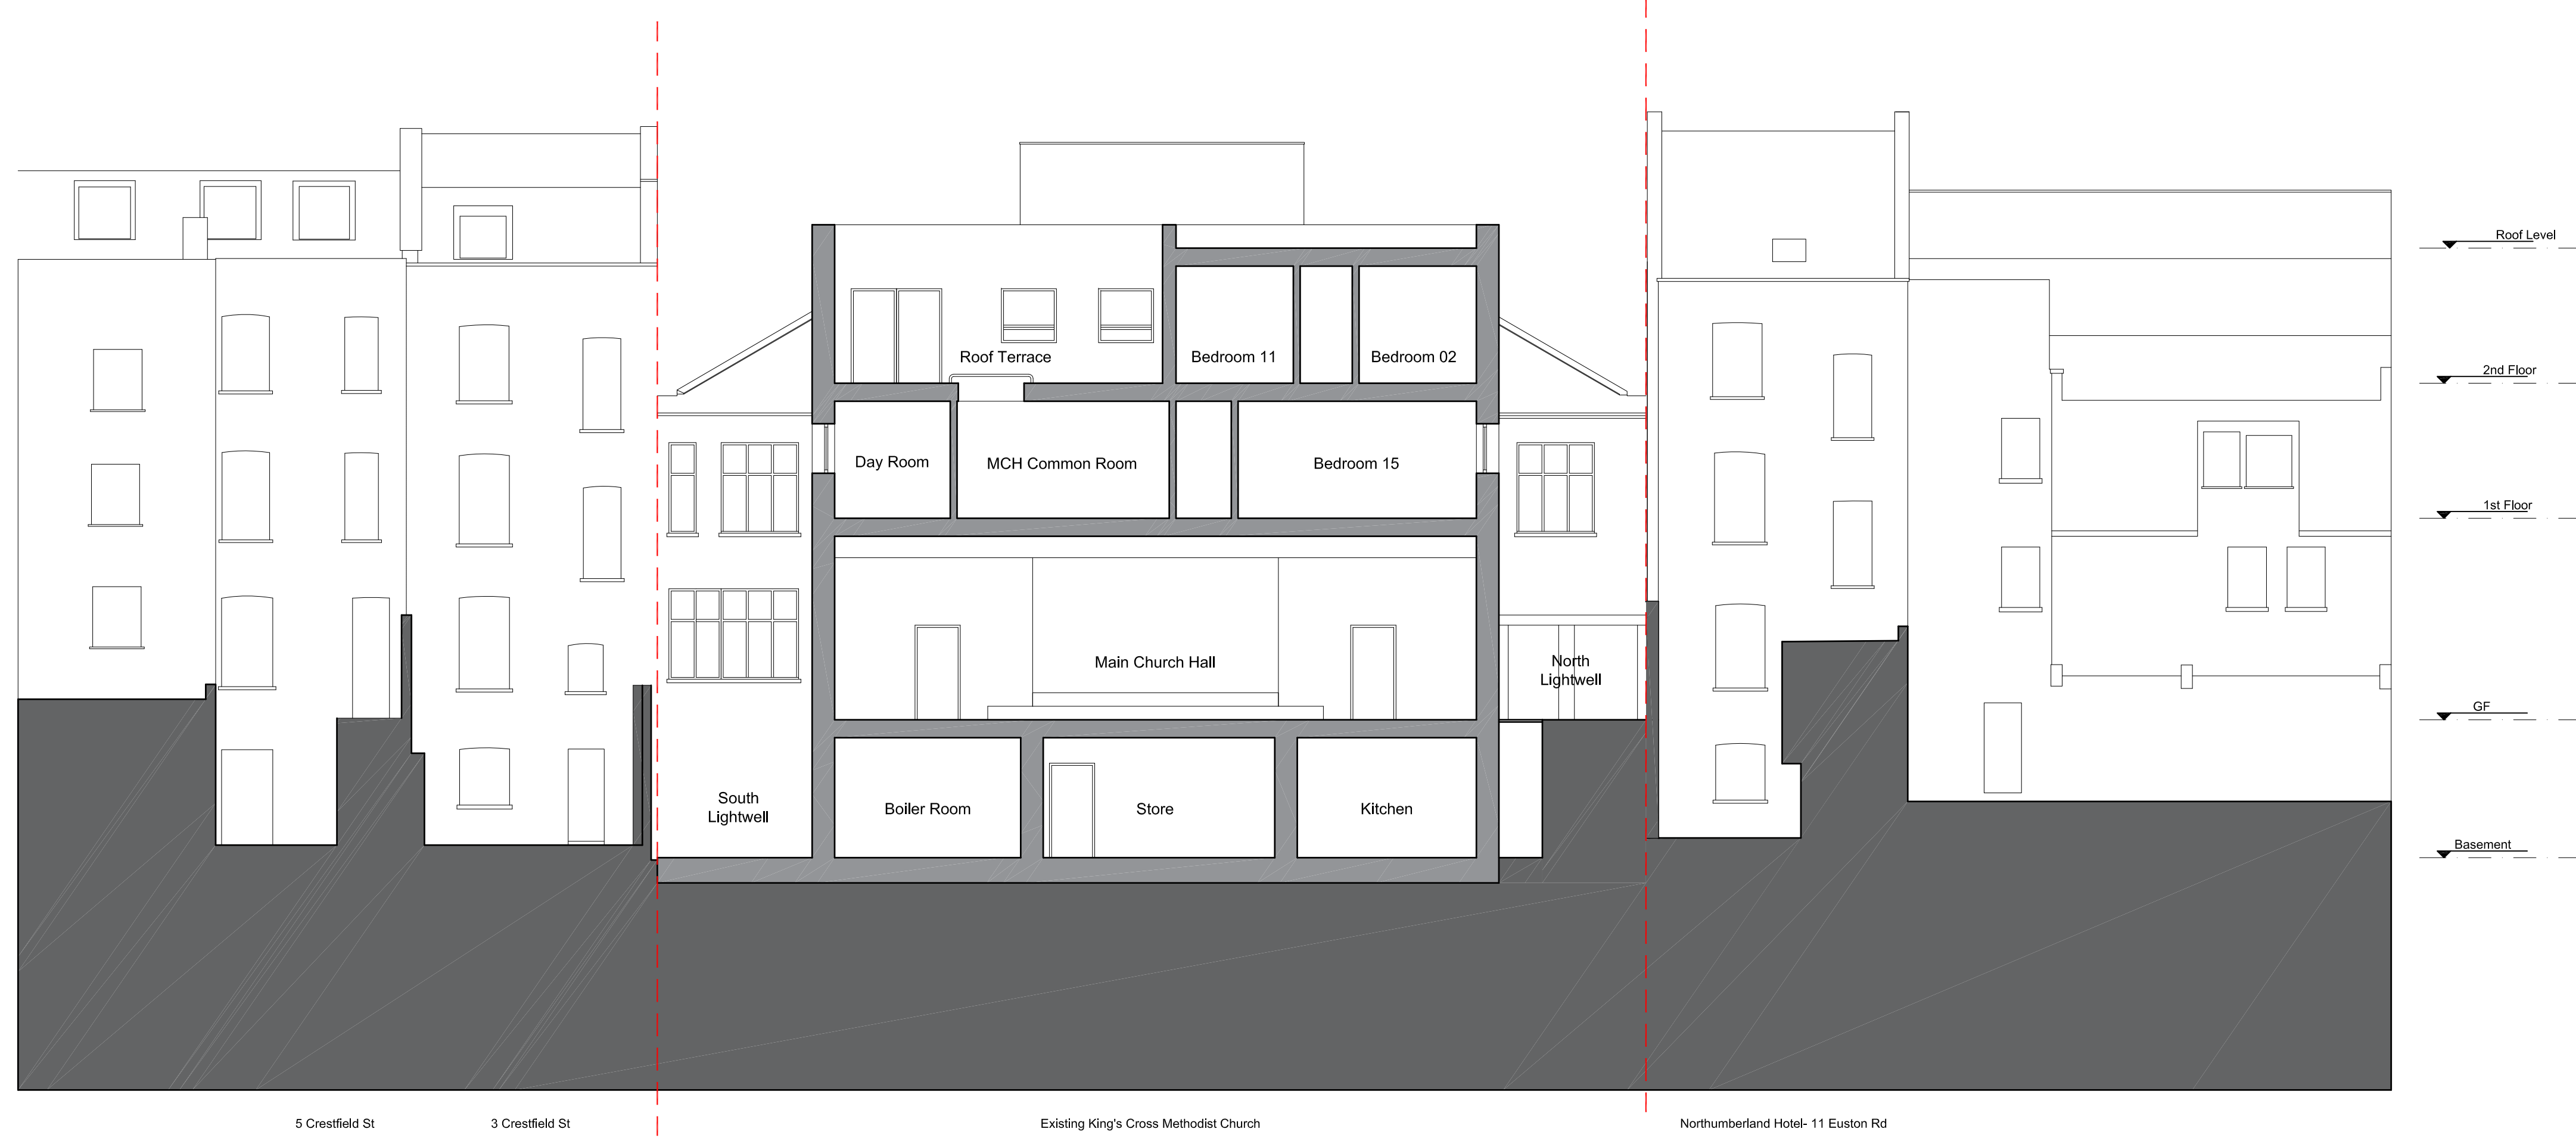 Roof Level
Roof Terrace
Bedroom 11
Bedroom 02
2nd Floor
Day Room
MCH Common Room
Bedroom 15
1st Floor
Main Church Hall
North
Lightwell
GF
South
Lightwell
Boiler Room
Store
Kitchen
Basement
5 Crestfield St
3 Crestfield St
Existing King's Cross Methodist Church
Northumberland Hotel- 11 Euston Rd